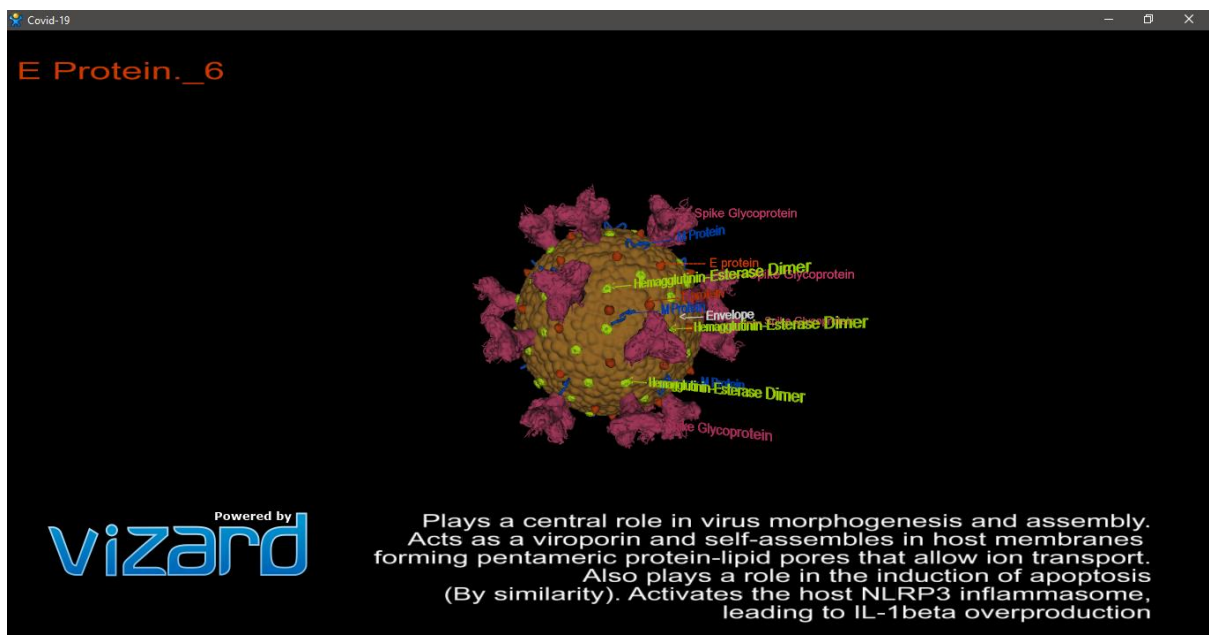 Covid-19
E Protein._6
Spike Glycoprotein
M Protein
E protein
Hemagglutinin-Esterase Dimer
Spike Glycoprotein
M Protein
Envelope
Hemagglutinin-Esterase Dimer
Hemagglutinin-Esterase Dimer
M Protein
Glycoprotein
Powered by
vizard
Plays a central role in virus morphogenesis and assembly.
Acts as a viroporin and self-assembles in host membranes
forming pentameric protein-lipid pores that allow ion transport.
Also plays a role in the induction of apoptosis
(By similarity). Activates the host NLRP3 inflammasome,
leading to IL-1beta overproduction